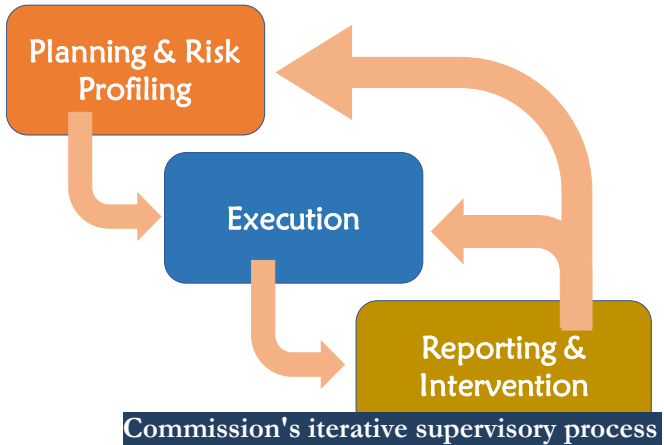 Planning & Risk
Profiling
Execution
Reporting &
Intervention
Commission's iterative supervisory process